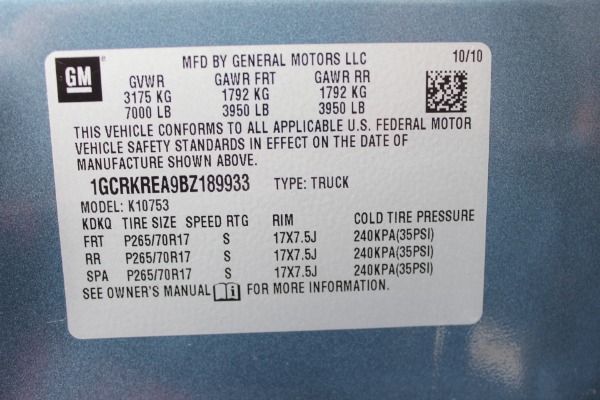 GM MFD BY GENERAL MOTORS LLC 10/10
GVWR GAWR FRT GAWR RR
3175 KG 1792 KG 1792 KG
7000 LB 3950 LB 3950 LB
THIS VEHICLE CONFORMS TO ALL APPLICABLE U.S. FEDERAL MOTOR
VEHICLE SAFETY STANDARDS IN EFFECT ON THE DATE OF
MANUFACTURE SHOWN ABOVE.
1GCRKREA9BZ189933 TYPE: TRUCK
MODEL: K10753
KDKQ TIRE SIZE SPEED RTG RIM COLD TIRE PRESSURE
FRT P265/70R17 S 17X7.5J 240KPA(35PSI)
RR P265/70R17 S 17X7.5J 240KPA(35PSI)
SPA P265/70R17 S 17X7.5J 240KPA(35PSI)
SEE OWNER'S MANUAL i FOR MORE INFORMATION.